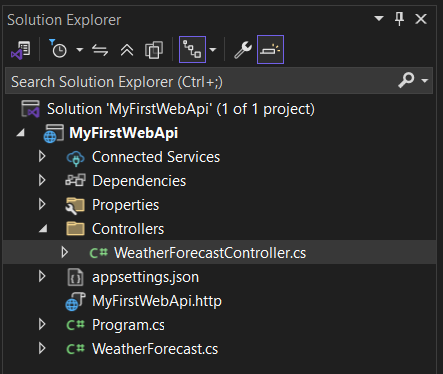 Solution Explorer
Search Solution Explorer (Ctrl+;)
Solution 'MyFirstWebApi' (1 of 1 project)
MyFirstWebApi
Connected Services
Dependencies
Properties
Controllers
C# WeatherForecastController.cs
appsettings.json
MyFirstWebApi.http
C# Program.cs
C# WeatherForecast.cs